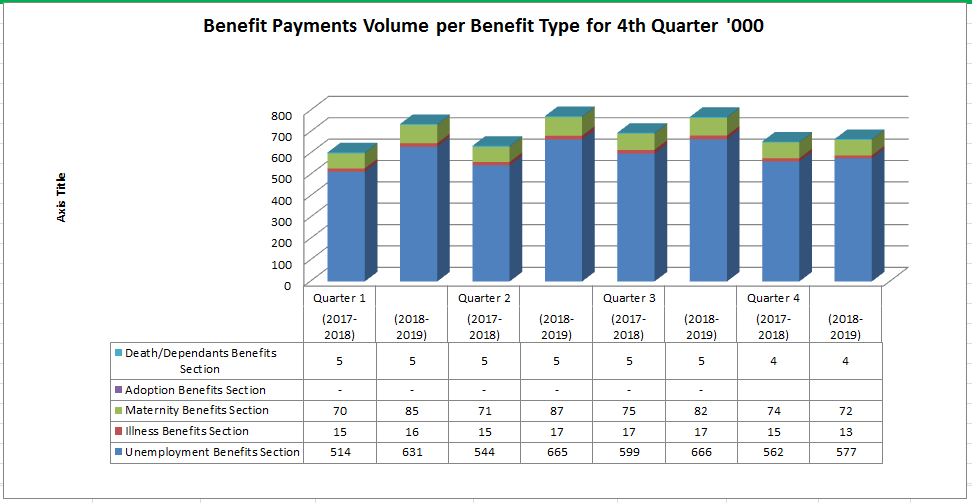 Benefit Payments Volume per Benefit Type for 4th Quarter '000
Axis Title
800
700
600
500
400
300
200
100
0
Quarter 1 Quarter 2 Quarter 3 Quarter 4
(2017- (2018- (2017- (2018- (2017- (2018- (2017- (2018-
2018) 2019) 2018) 2019) 2018) 2019) 2018) 2019)
Death/Dependants Benefits
Section 5 5 5 5 5 5 4 4
Adoption Benefits Section - - - - - -
Maternity Benefits Section 70 85 71 87 75 82 74 72
Illness Benefits Section 15 16 15 17 17 17 15 13
Unemployment Benefits Section 514 631 544 665 599 666 562 577